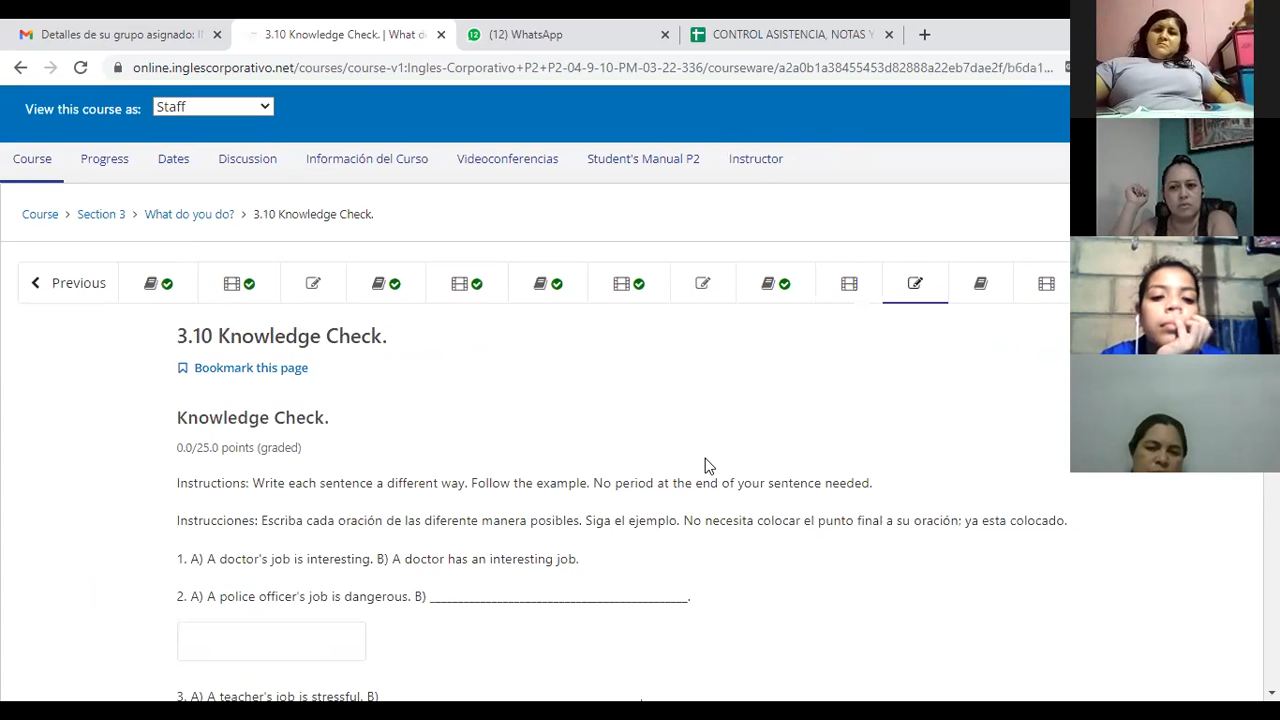 Detalles de su grupo asignado: I
3.10 Knowledge Check. | What do
(12) WhatsApp
CONTROL ASISTENCIA, NOTAS Y
online.inglescorporativo.net/courses/course-v1:Ingles-Corporativo+P2+P2-04-9-10-PM-03-22-336/courseware/a2a0b1a38455453d82888a22eb7dae2f/b6da1...
View this course as: Staff
Course Progress Dates Discussion Información del Curso Videoconferencias Student's Manual P2 Instructor
Course > Section 3 > What do you do? > 3.10 Knowledge Check.
Previous
3.10 Knowledge Check.
Bookmark this page
Knowledge Check.
0.0/25.0 points (graded)
Instructions: Write each sentence a different way. Follow the example. No period at the end of your sentence needed.
Instrucciones: Escriba cada oración de las diferente manera posibles. Siga el ejemplo. No necesita colocar el punto final a su oración; ya esta colocado.
1. A) A doctor's job is interesting. B) A doctor has an interesting job.
2. A) A police officer's job is dangerous. B) ______________________________________.
3. A) A teacher's job is stressful. B)